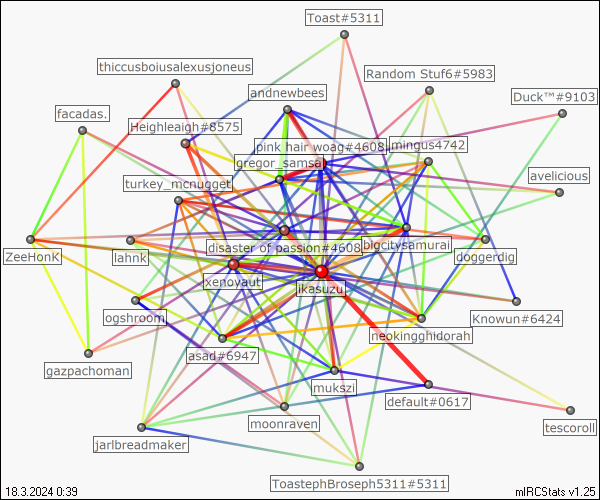 Toast#5311
thiccusboiusalexusjoneus
Random Stuf6#5983
andnewbees
Duck™#9103
facadas.
Heighleaigh#8575
pink hair woag#4608
mingus4742
gregor_samsa
turkey_mcnugget
avelicious
ZeeHonK
lahnK
disaster of passion#4608
bigcitysamurai
doggerdig
xenovaut
ikasuzu
ogshroom
Knowun#6424
neokingghidorah
asad#6947
gazpachoman
mukszi
default#0617
moonraven
tescoroll
jarlbreadmaker
ToastephBroseph5311#5311
18.3.2024 0:39
mIRCStats v1.25